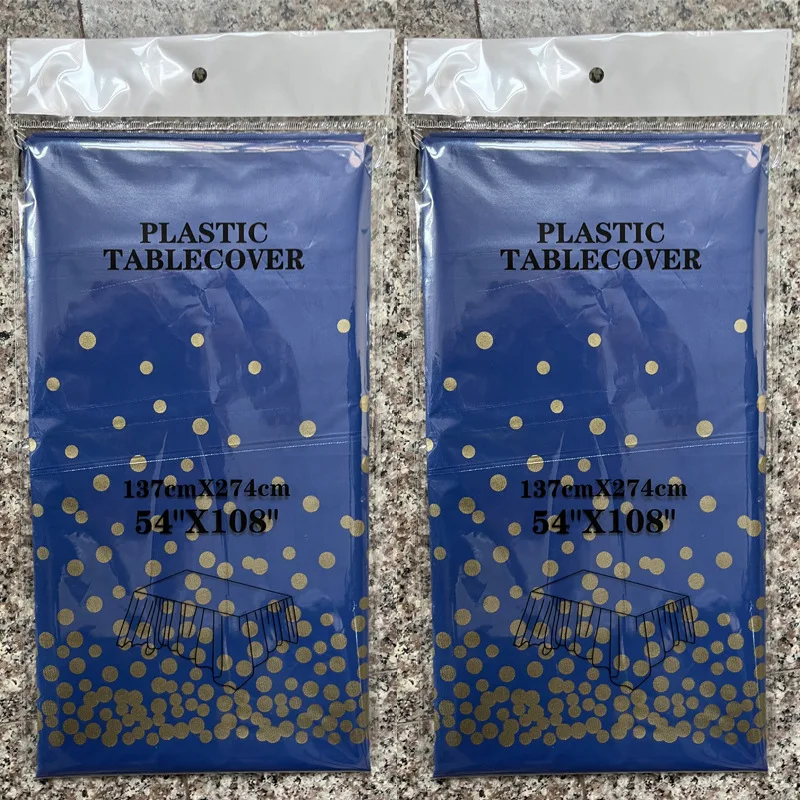 PLASTIC
TABLECOVER
137cmX274cm
54"X108"
PLASTIC
TABLECOVER
137cmX274cm
54"X108"